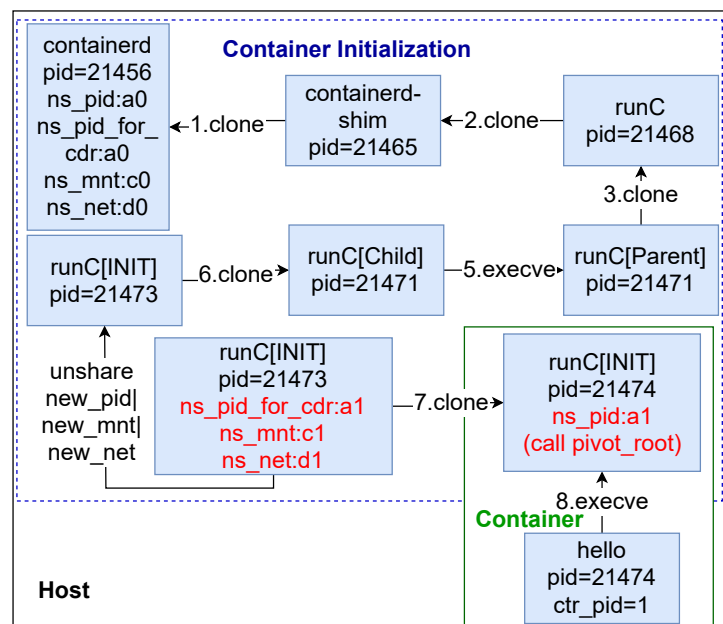 Container Initialization
containerd
pid=21456
ns_pid:a0
ns_pid_for_
cdr:a0
ns_mnt:c0
ns_net:d0
1.clone
containerd-
shim
pid=21465
2.clone
runC
pid=21468
3.clone
runC[INIT]
pid=21473
6.clone
runC[Child]
pid=21471
5.execve
runC[Parent]
pid=21471
unshare
new_pid|
new_mnt|
new_net
runC[INIT]
pid=21473
ns_pid_for_cdr:a1
ns_mnt:c1
ns_net:d1
7.clone
runC[INIT]
pid=21474
ns_pid:a1
(call pivot_root)
8.execve
Container
hello
pid=21474
ctr_pid=1
Host